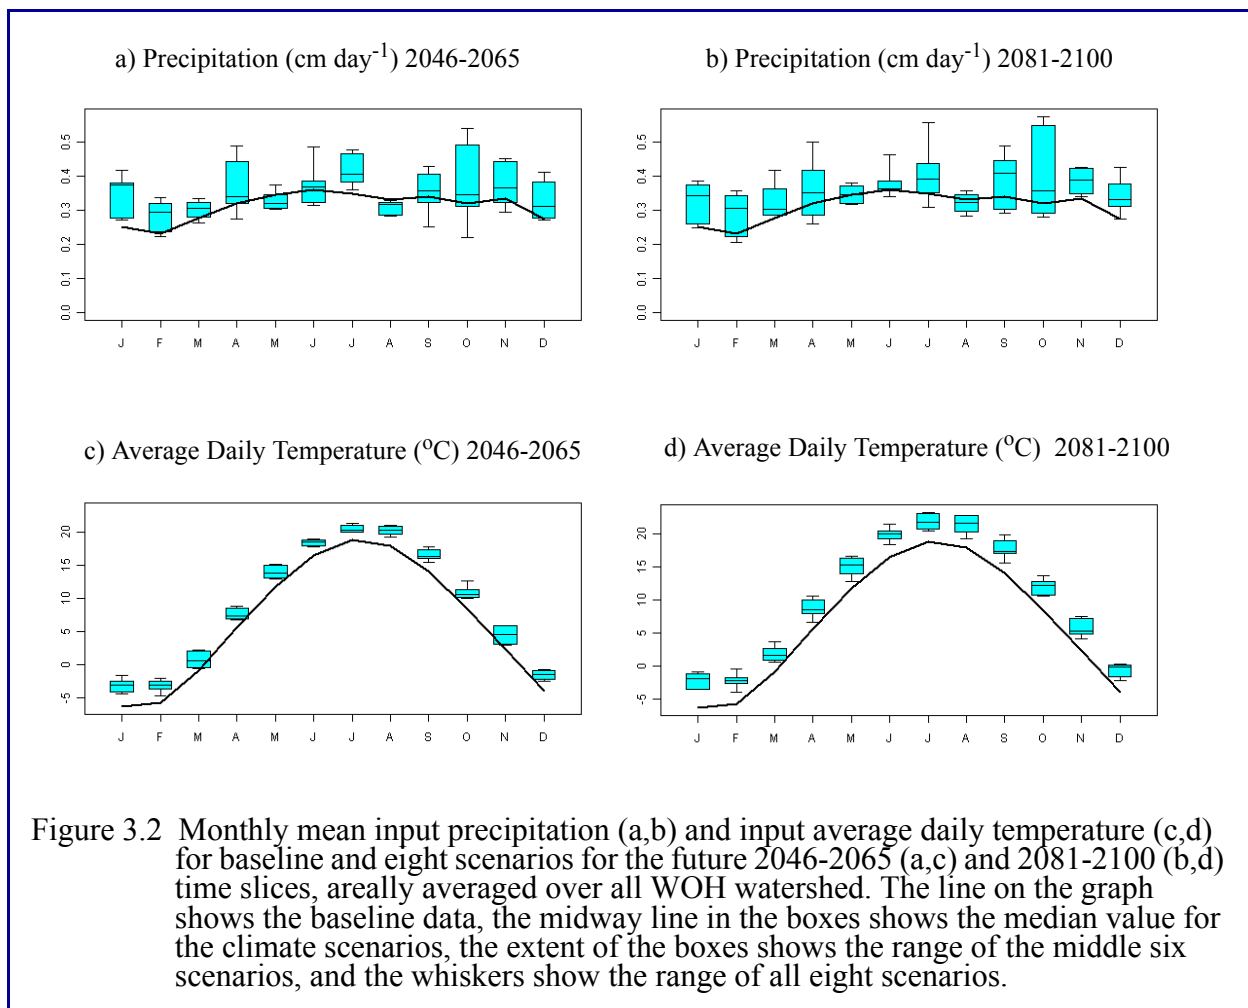 a) Precipitation (cm day-1) 2046-2065
b) Precipitation (cm day-1) 2081-2100
0.5
0.4
0.3
0.2
0.1
0.0
J F M A M J J A S O N D
0.5
0.4
0.3
0.2
0.1
0.0
J F M A M J J A S O N D
c) Average Daily Temperature (oC) 2046-2065
d) Average Daily Temperature (oC) 2081-2100
20
15
10
5
0
-5
J F M A M J J A S O N D
20
15
10
5
0
-5
J F M A M J J A S O N D
Figure 3.2 Monthly mean input precipitation (a,b) and input average daily temperature (c,d)
for baseline and eight scenarios for the future 2046-2065 (a,c) and 2081-2100 (b,d)
time slices, areally averaged over all WOH watershed. The line on the graph
shows the baseline data, the midway line in the boxes shows the median value for
the climate scenarios, the extent of the boxes shows the range of the middle six
scenarios, and the whiskers show the range of all eight scenarios.